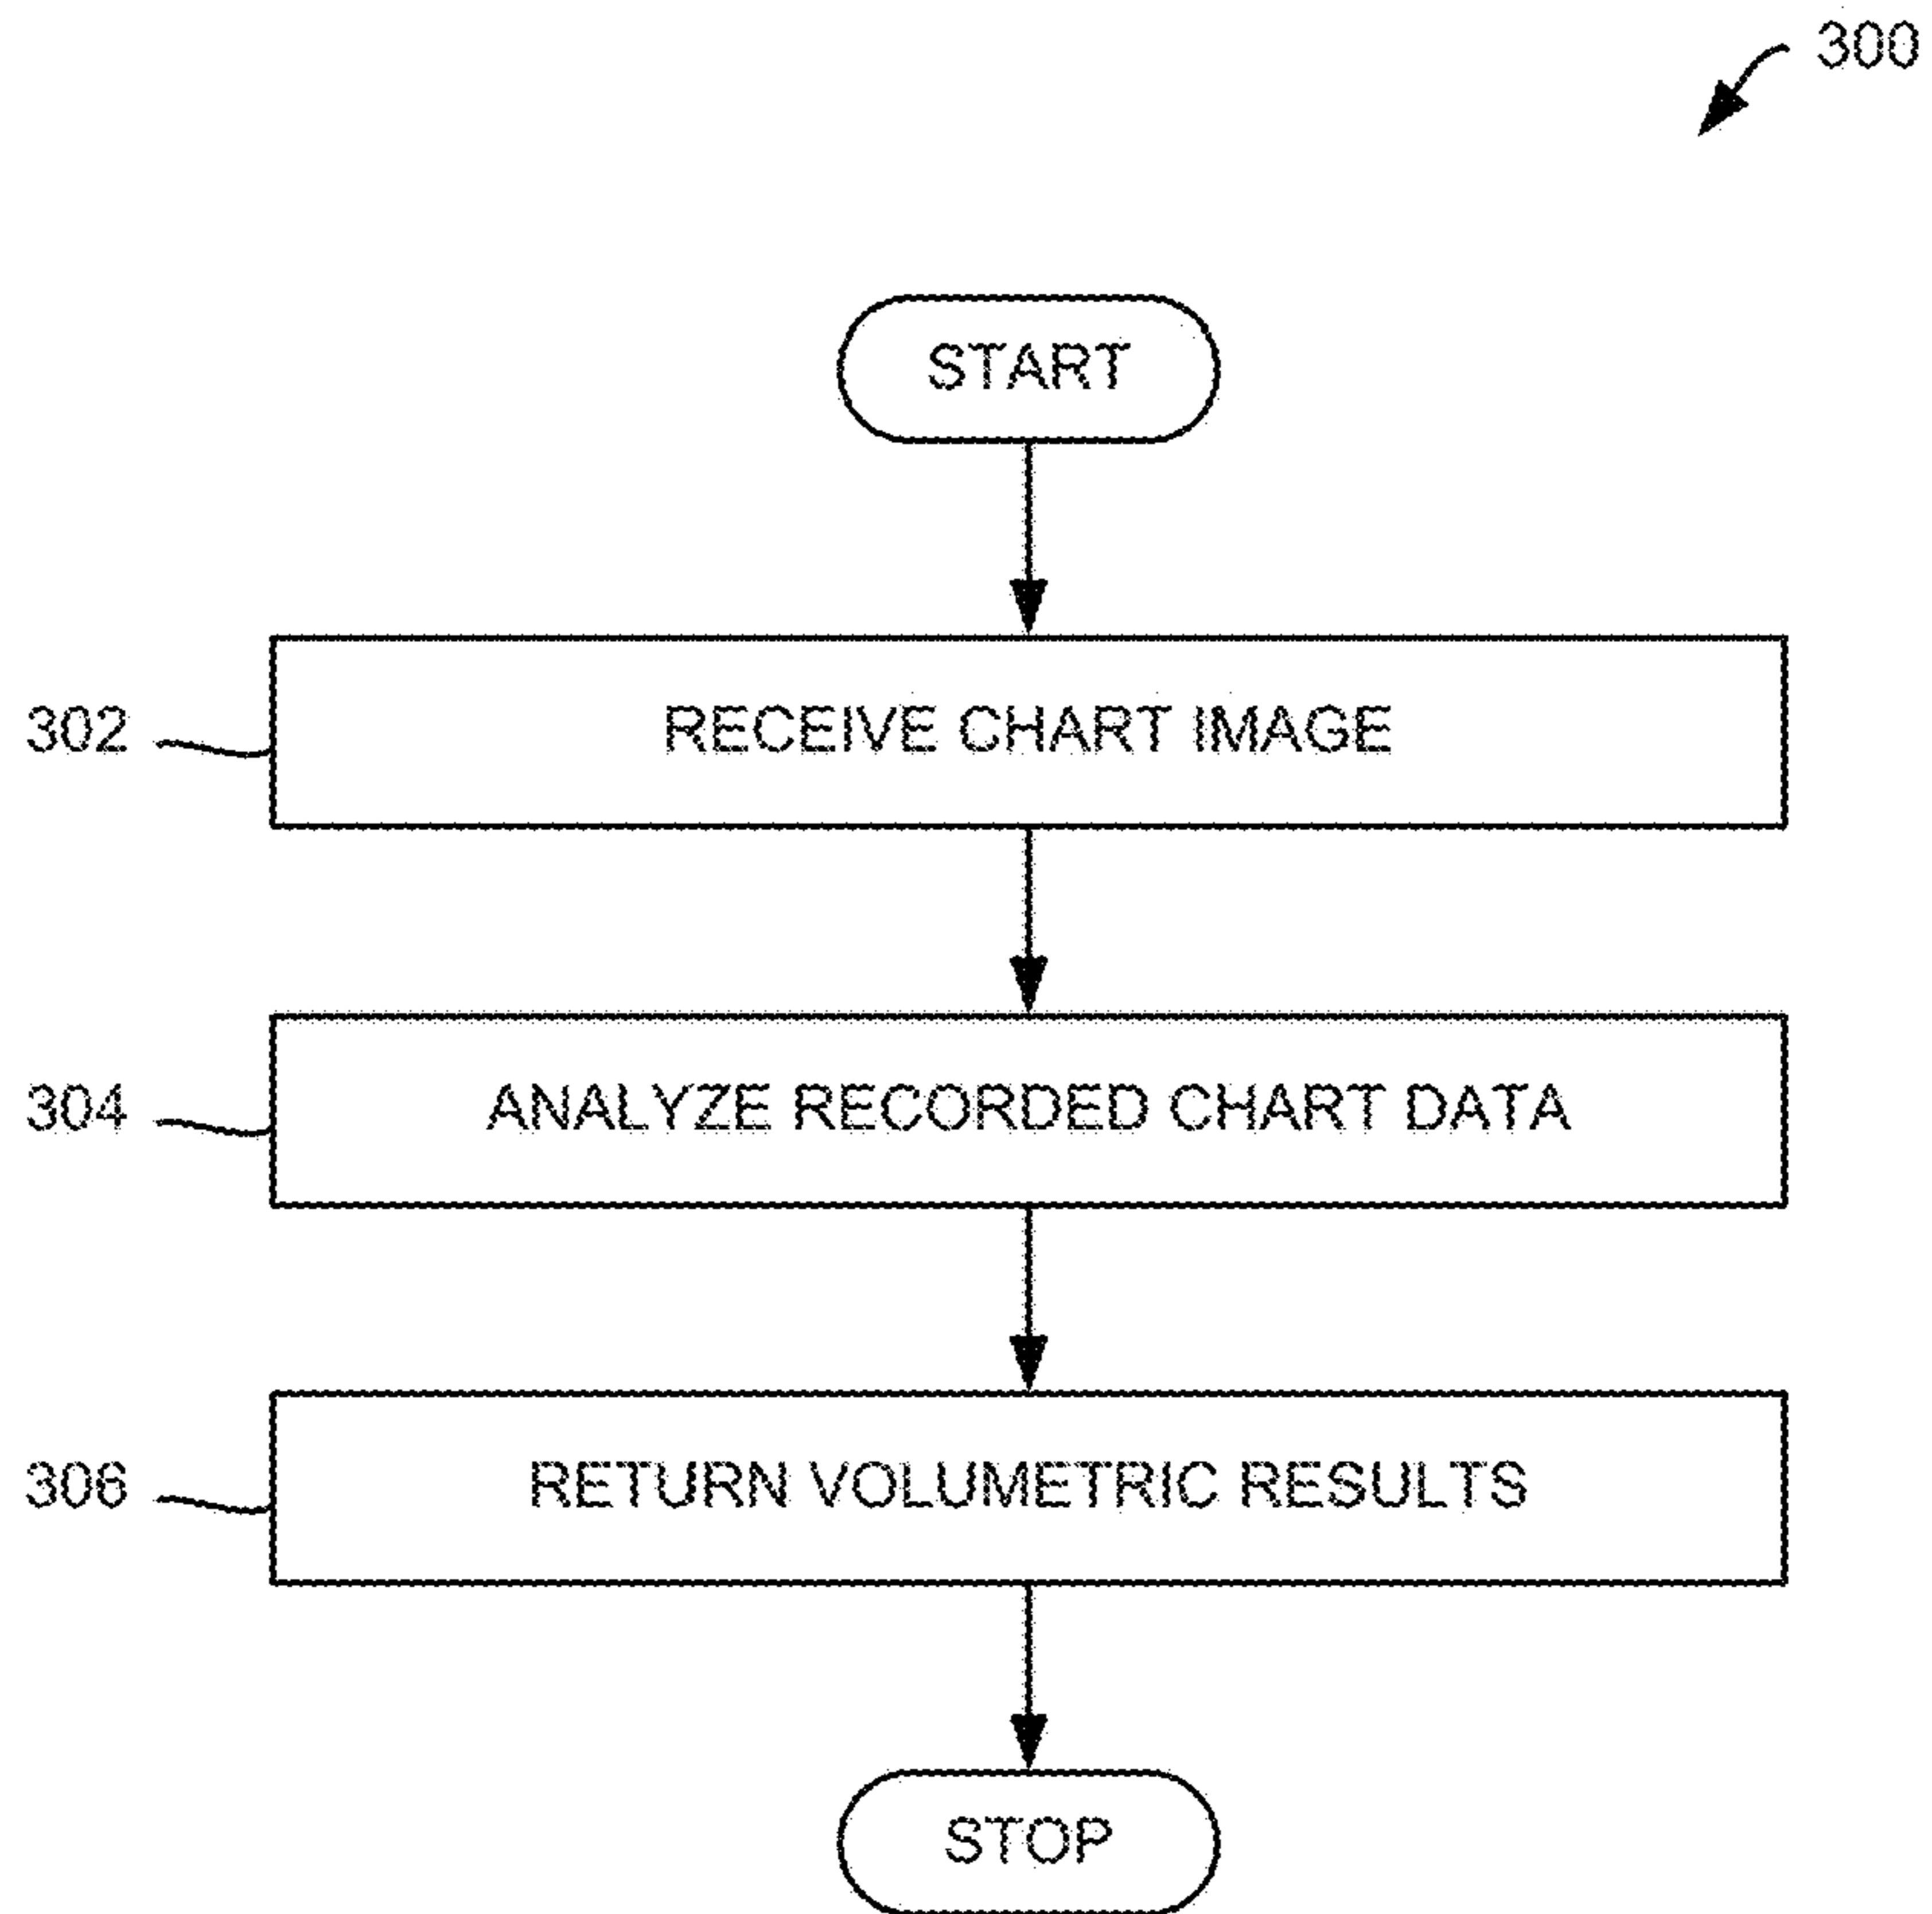 300
START
302
RECEIVE CHART IMAGE
304
ANALYZE RECORDED CHART DATA
306
RETURN VOLUMETRIC RESULTS
STOP